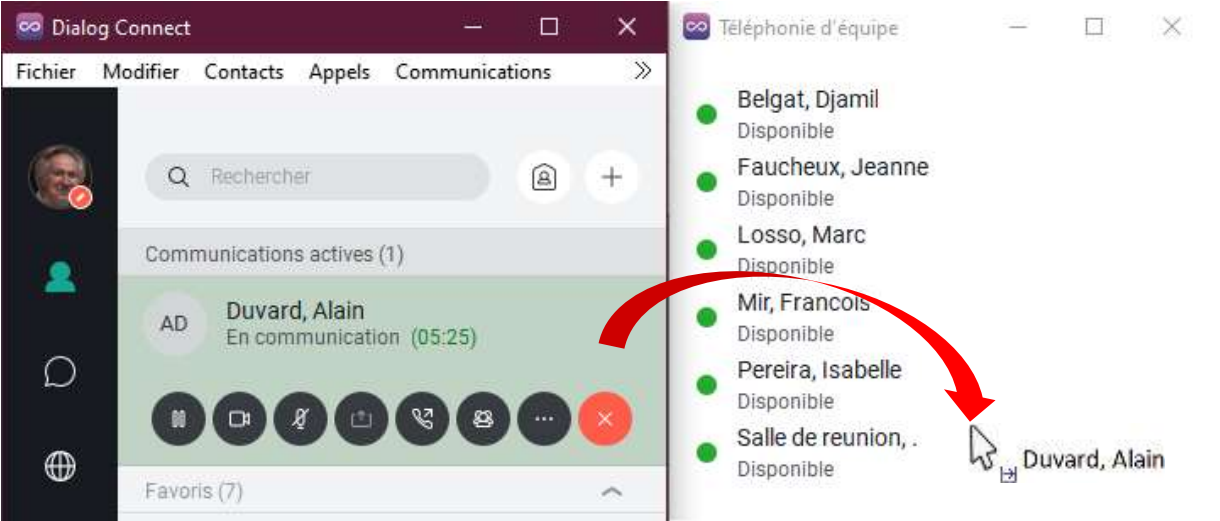 Dialog Connect
Fichier Modifier Contacts Appels Communications
Rechercher
Communications actives (1)
AD
Duvard, Alain
En communication (05:25)
Favoris (7)
Téléphonie d'équipe
Belgat, Djamil
Disponible
Faucheux, Jeanne
Disponible
Losso, Marc
Disponible
Mir, Francois
Disponible
Pereira, Isabelle
Disponible
Salle de reunion, .
Disponible
Duvard, Alain